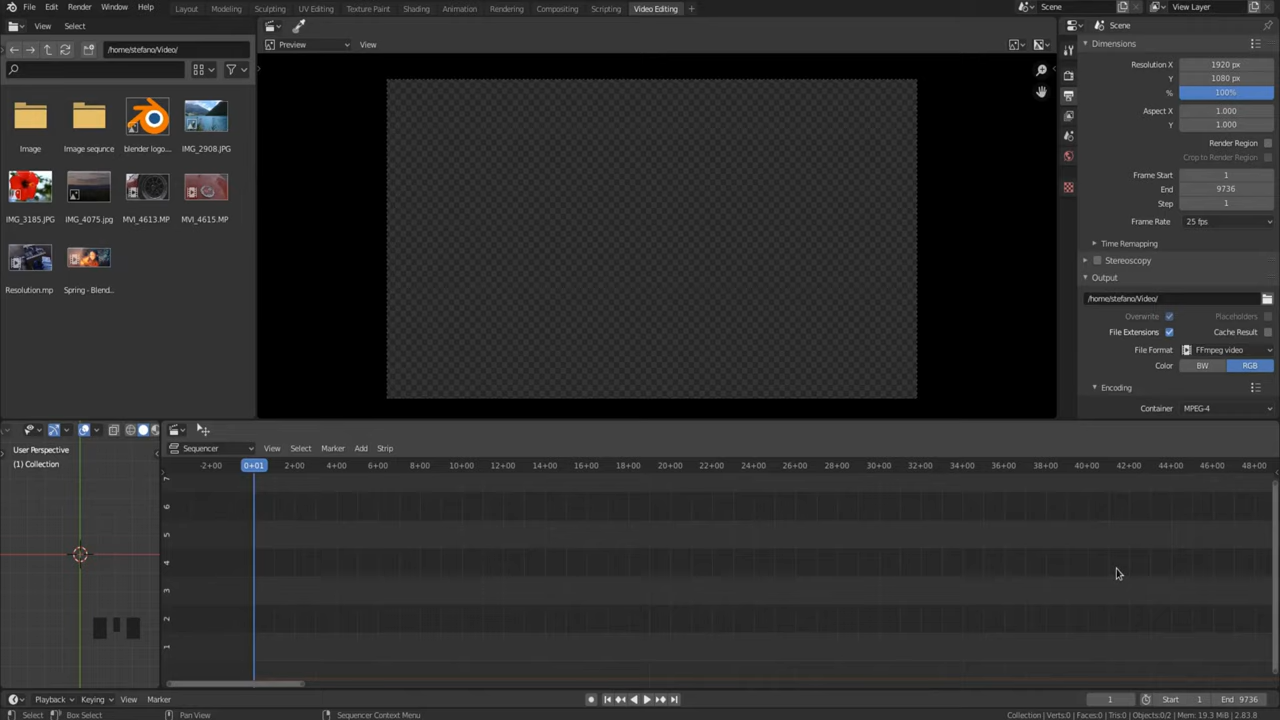 File Edit Render Window Help Layout Modeling Sculpting UV Editing Texture Paint Shading Animation Rendering Compositing Scripting Video Editing + Scene View Layer
View Select
Scene
/home/stefano/Video/
Preview View
Dimensions
Resolution X 1920 px
Y 1080 px
% 100%
Aspect X 1.000
Y 1.000
Render Region
Crop to Render Region
Frame Start 1
End 9736
Step 1
Frame Rate 25 fps
Time Remapping
Stereoscopy
Output
/home/stefano/Video/
Overwrite Placeholders
File Extensions Cache Result
File Format FFmpeg video
Color BW RGB
Encoding
Container MPEG-4
Image Image sequnce blender logo... IMG_2908.JPG
IMG_3185.JPG IMG_4075.jpg MVI_4613.MP MVI_4615.MP
Resolution.mp Spring - Blend...
User Perspective
(1) Collection
Sequencer View Select Marker Add Strip
-2+00 0+01 2+00 4+00 6+00 8+00 10+00 12+00 14+00 16+00 18+00 20+00 22+00 24+00 26+00 28+00 30+00 32+00 34+00 36+00 38+00 40+00 42+00 44+00 46+00 48+00
7
6
5
4
3
2
1
Playback Keying View Marker 1 Start 1 End 9736
Select Box Select Pan View Sequencer Context Menu Collection | Verts:0 | Faces:0 | Tris:0 | Objects:0/2 | Mem: 19.3 MiB | 2.83.8